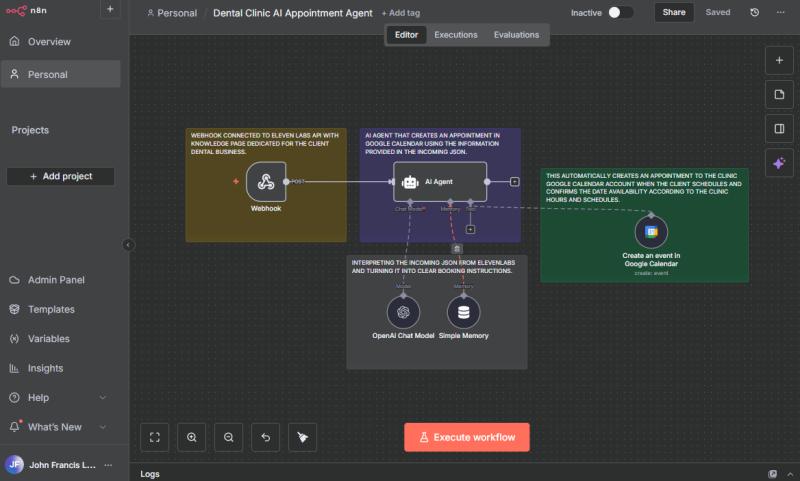 n8n
+
Personal / Dental Clinic AI Appointment Agent + Add tag
Inactive
Share
Saved
Editor
Executions
Evaluations
Overview
Personal
Projects
+ Add project
Admin Panel
Templates
Variables
Insights
Help
What's New
JF John Francis L...
WEBHOOK CONNECTED TO ELEVEN LABS API WITH
KNOWLEDGE PAGE DEDICATED FOR THE CLIENT
DENTAL BUSINESS.
POST
Webhook
AI AGENT THAT CREATES AN APPOINTMENT IN
GOOGLE CALENDAR USING THE INFORMATION
PROVIDED IN THE INCOMING JSON.
AI Agent
Chat Model*
Memory
Tool
THIS AUTOMATICALLY CREATES AN APPOINTMENT TO THE CLINIC
GOOGLE CALENDAR ACCOUNT WHEN THE CLIENT SCHEDULES AND
CONFIRMS THE DATE AVAILABILITY ACCORDING TO THE CLINIC
HOURS AND SCHEDULES.
Create an event in
Google Calendar
create: event
INTERPRETING THE INCOMING JSON FROM ELEVENLABS
AND TURNING IT INTO CLEAR BOOKING INSTRUCTIONS.
Model
Memory
OpenAI Chat Model
Simple Memory
Execute workflow
Logs